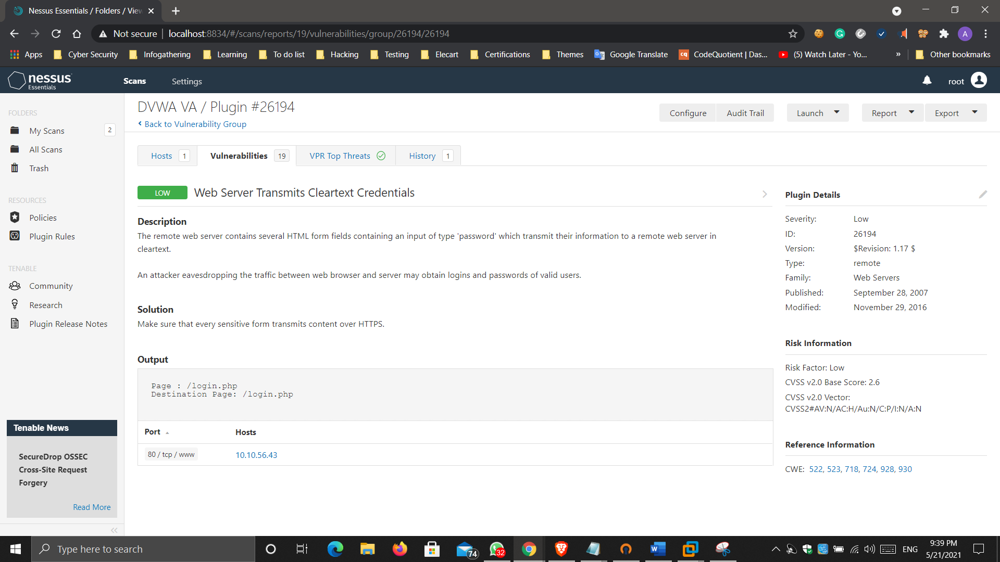 Nessus Essentials / Folders / View
Not secure
localhost:8834/#/scans/reports/19/vulnerabilities/group/26194/26194
A
Apps
Cyber Security
Infogathering
Learning
To do list
Hacking
Testing
Elecart
Certifications
Themes
Google Translate
cq
CodeQuotient | Das...
(5) Watch Later - Yo...
»
Other bookmarks
nessus
Essentials
Scans
Settings
root
FOLDERS
My Scans
2
All Scans
Trash
RESOURCES
Policies
Plugin Rules
TENABLE
Community
Research
Plugin Release Notes
Tenable News
SecureDrop OSSEC
Cross-Site Request
Forgery
Read More
DVWA VA / Plugin #26194
Back to Vulnerability Group
Configure
Audit Trail
Launch
Report
Export
Hosts 1
Vulnerabilities 19
VPR Top Threats
History 1
LOW
Web Server Transmits Cleartext Credentials
Description
The remote web server contains several HTML form fields containing an input of type 'password' which transmit their information to a remote web server in
cleartext.
An attacker eavesdropping the traffic between web browser and server may obtain logins and passwords of valid users.
Solution
Make sure that every sensitive form transmits content over HTTPS.
Output
Page : /login.php
Destination Page: /login.php
Port
Hosts
80 / tcp / www
10.10.56.43
Plugin Details
Severity: Low
ID: 26194
Version: $Revision: 1.17 $
Type: remote
Family: Web Servers
Published: September 28, 2007
Modified: November 29, 2016
Risk Information
Risk Factor: Low
CVSS v2.0 Base Score: 2.6
CVSS v2.0 Vector:
CVSS2#AV:N/AC:H/Au:N/C:P/I:N/A:N
Reference Information
CWE: 522, 523, 718, 724, 928, 930
Type here to search
74
32
ENG
9:39 PM
5/21/2021